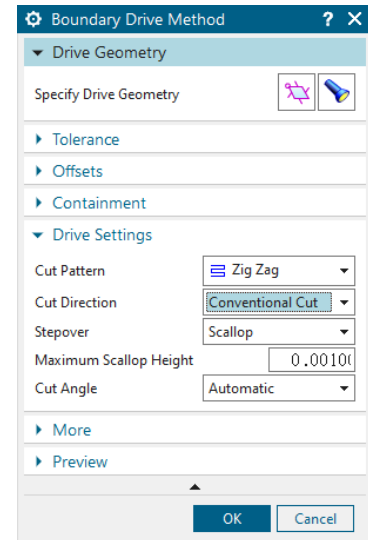 Boundary Drive Method ? X
Drive Geometry
Specify Drive Geometry
Tolerance
Offsets
Containment
Drive Settings
Cut Pattern Zig Zag
Cut Direction Conventional Cut
Stepover Scallop
Maximum Scallop Height 0.0010
Cut Angle Automatic
More
Preview
OK Cancel